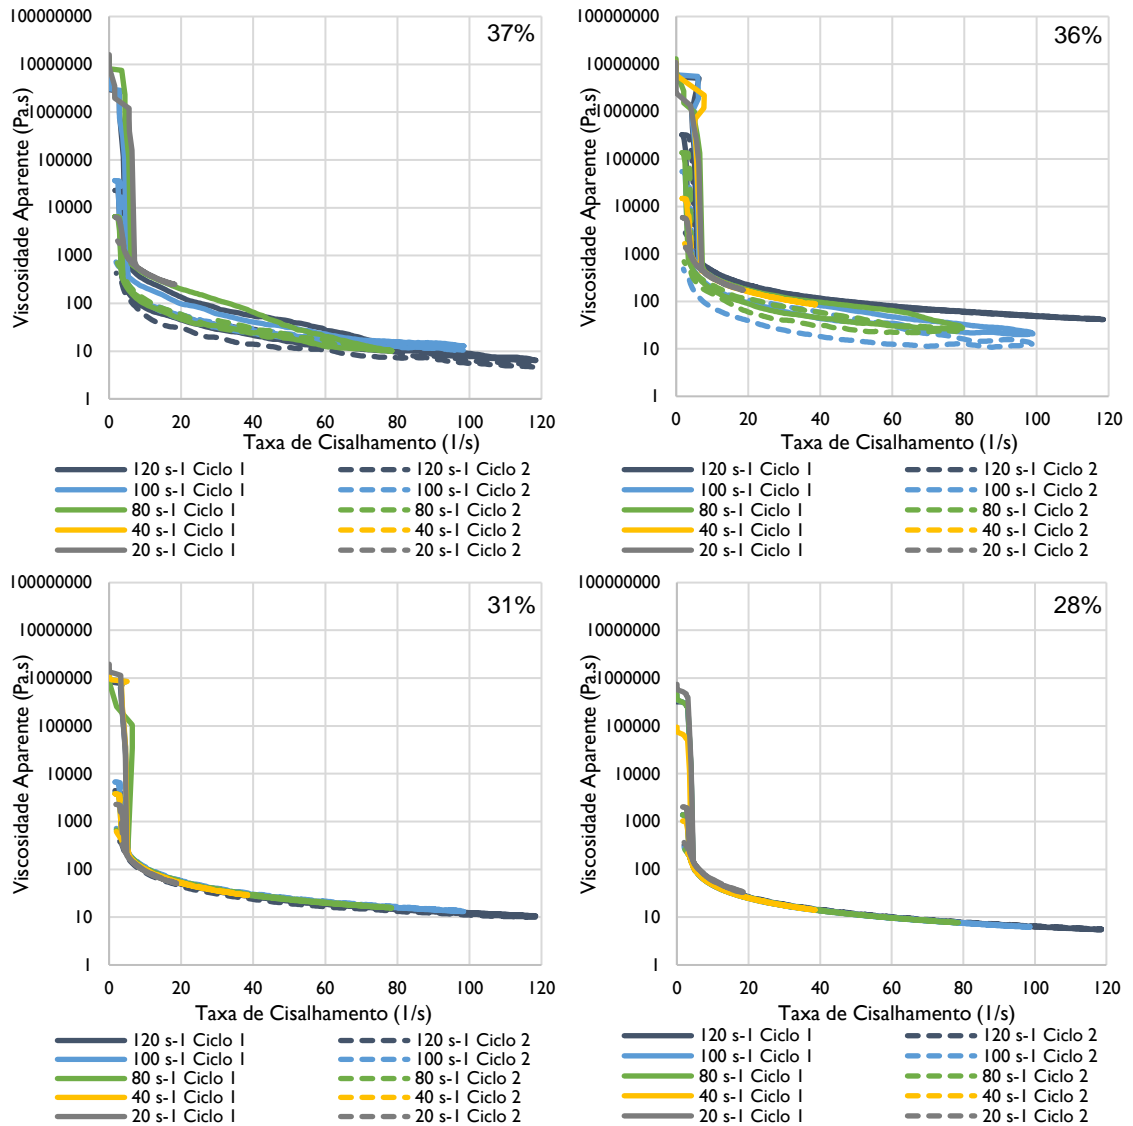 37%
100000000
10000000
1000000
100000
10000
1000
100
10
1
Viscosidade Aparente (Pa.s)
0 20 40 60 80 100 120
Taxa de Cisalhamento (1/s)
120 s-1 Ciclo 1 120 s-1 Ciclo 2
100 s-1 Ciclo 1 100 s-1 Ciclo 2
80 s-1 Ciclo 1 80 s-1 Ciclo 2
40 s-1 Ciclo 1 40 s-1 Ciclo 2
20 s-1 Ciclo 1 20 s-1 Ciclo 2
36%
100000000
10000000
1000000
100000
10000
1000
100
10
1
Viscosidade Aparente (Pa.s)
0 20 40 60 80 100 120
Taxa de Cisalhamento (1/s)
120 s-1 Ciclo 1 120 s-1 Ciclo 2
100 s-1 Ciclo 1 100 s-1 Ciclo 2
80 s-1 Ciclo 1 80 s-1 Ciclo 2
40 s-1 Ciclo 1 40 s-1 Ciclo 2
20 s-1 Ciclo 1 20 s-1 Ciclo 2
31%
100000000
10000000
1000000
100000
10000
1000
100
10
1
Viscosidade Aparente (Pa.s)
0 20 40 60 80 100 120
Taxa de Cisalhamento (1/s)
120 s-1 Ciclo 1 120 s-1 Ciclo 2
100 s-1 Ciclo 1 100 s-1 Ciclo 2
80 s-1 Ciclo 1 80 s-1 Ciclo 2
40 s-1 Ciclo 1 40 s-1 Ciclo 2
20 s-1 Ciclo 1 20 s-1 Ciclo 2
28%
100000000
10000000
1000000
100000
10000
1000
100
10
1
Viscosidade Aparente (Pa.s)
0 20 40 60 80 100 120
Taxa de Cisalhamento (1/s)
120 s-1 Ciclo 1 120 s-1 Ciclo 2
100 s-1 Ciclo 1 100 s-1 Ciclo 2
80 s-1 Ciclo 1 80 s-1 Ciclo 2
40 s-1 Ciclo 1 40 s-1 Ciclo 2
20 s-1 Ciclo 1 20 s-1 Ciclo 2